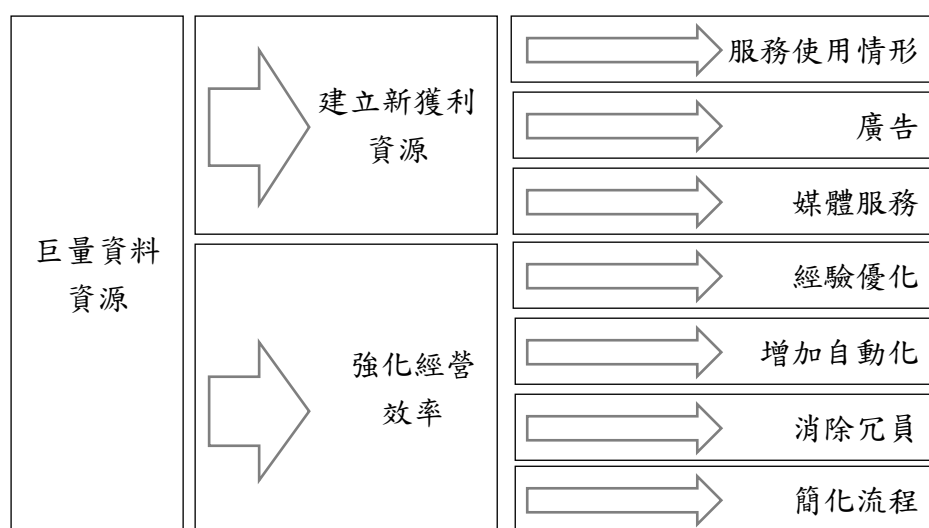 巨量資料
資源
建立新獲利
資源
強化經營
效率
服務使用情形
廣告
媒體服務
經驗優化
增加自動化
消除冗員
簡化流程